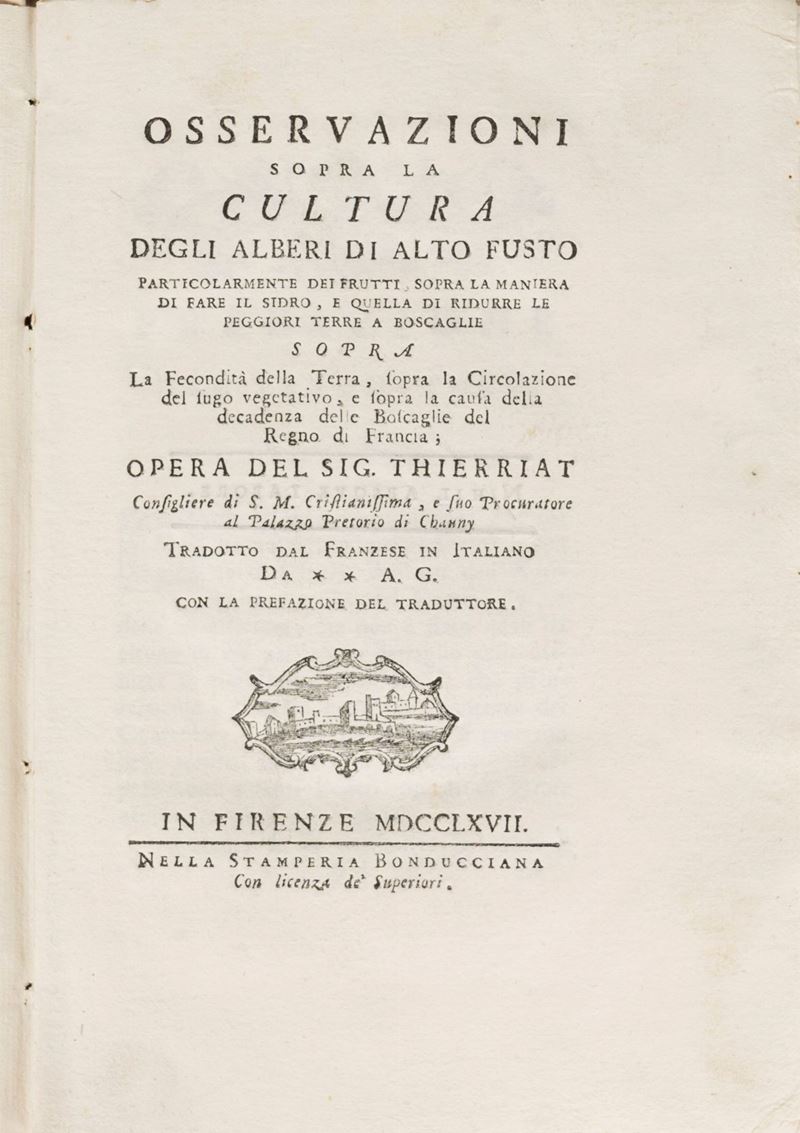 OSSERVAZIONI
SOPRA LA
CULTURA
DEGLI ALBERI DI ALTO FUSTO
PARTICOLARMENTE DEI FRUTTI, SOPRA LA MANIERA
DI FARE IL SIDRO, E QUELLA DI RIDURRE LE
PEGGIORI TERRE A BOSCAGLIE
SOPRA
La Fecondità della Terra, ſopra la Circolazione
del ſugo vegetativo, e ſopra la cauſa della
decadenza delle Boſcaglie del
Regno di Francia;
OPERA DEL SIG. THIERRIAT
Conſigliere di S. M. Criſtianiſſima, e ſuo Procuratore
al Palazzo Pretorio di Chauny
TRADOTTO DAL FRANZESE IN ITALIANO
DA * * A. G.
CON LA PREFAZIONE DEL TRADUTTORE.
IN FIRENZE MDCCLXVII.
NELLA STAMPERIA BONDUCCIANA
Con licenza de' Superiori.